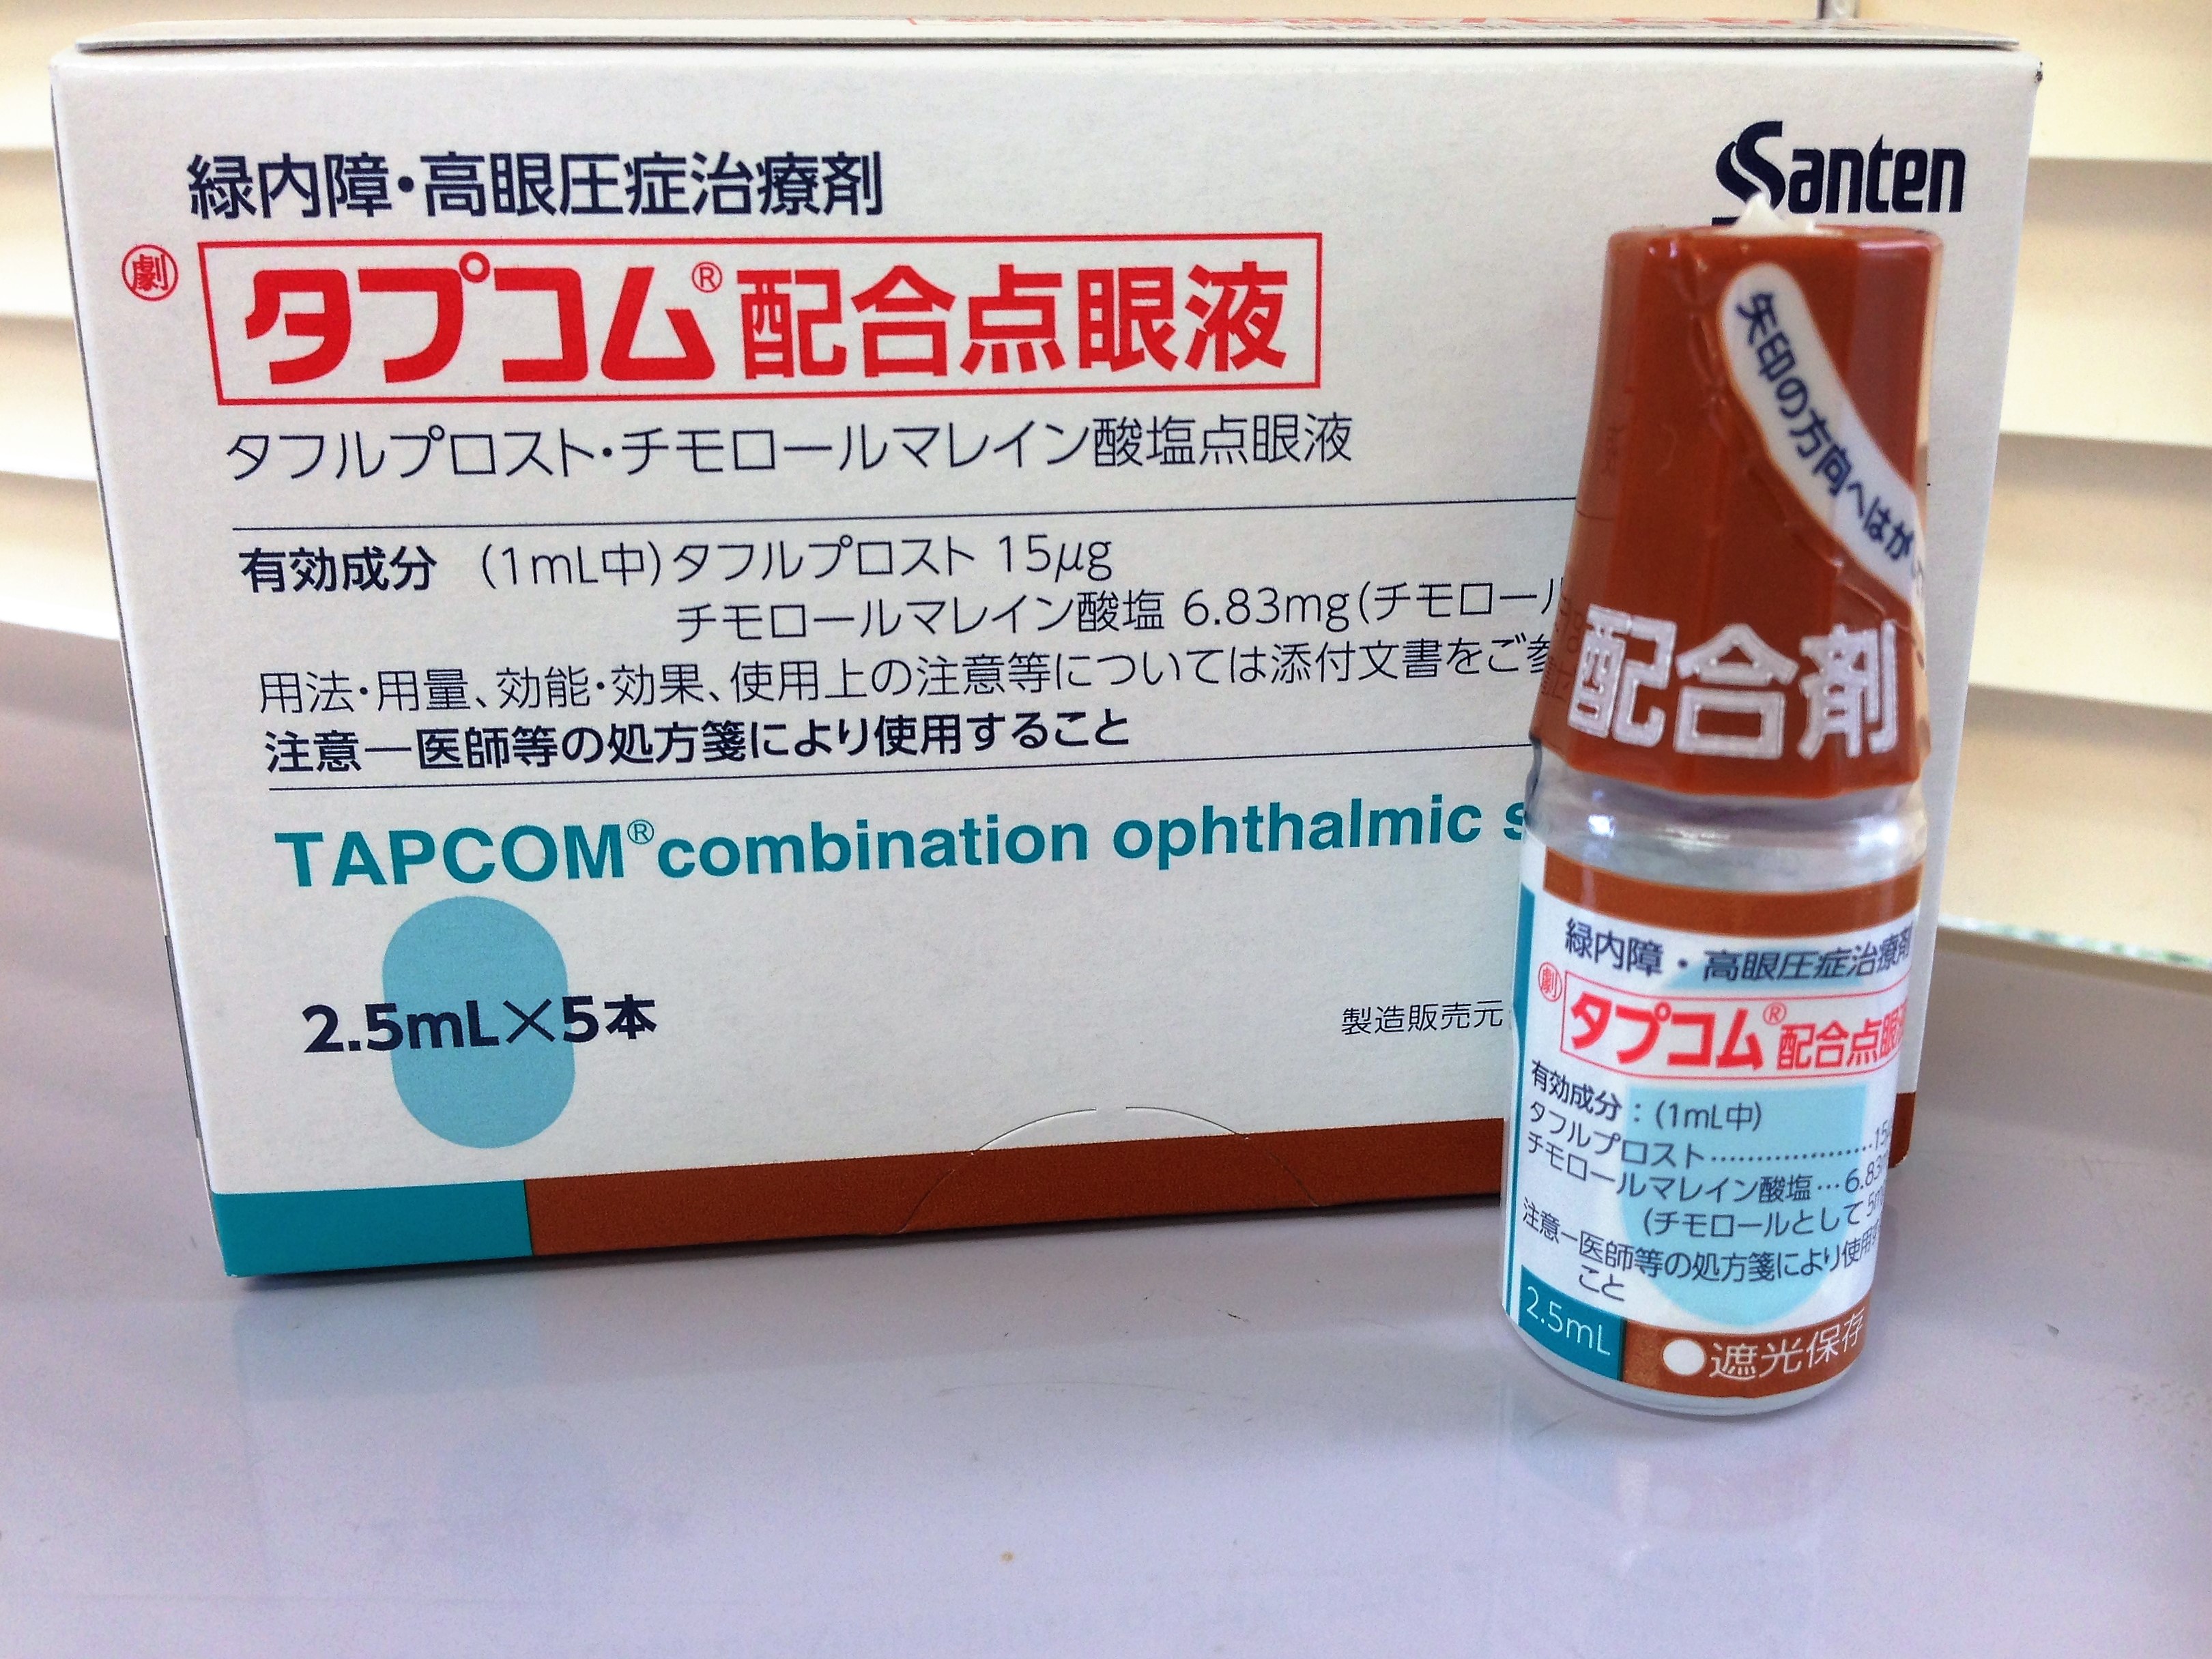 緑内障・高眼圧症治療剤
Santen
劇 タプコム®配合点眼液
タフルプロスト・チモロールマレイン酸塩点眼液
有効成分 (1mL中)タフルプロスト 15μg
チモロールマレイン酸塩 6.83mg(チモロール
用法・用量、効能・効果、使用上の注意等については添付文書をご参
注意－医師等の処方箋により使用すること
TAPCOM® combination ophthalmic s
2.5mL×5本
製造販売元
矢印の方向へはが
配合剤
緑内障・高眼圧症治療剤
劇 タプコム®配合点眼液
有効成分：(1mL中)
タフルプロスト…………………15
チモロールマレイン酸塩…6.83
(チモロールとして5m
注意－医師等の処方箋により使用す
こと
2.5mL
●遮光保存